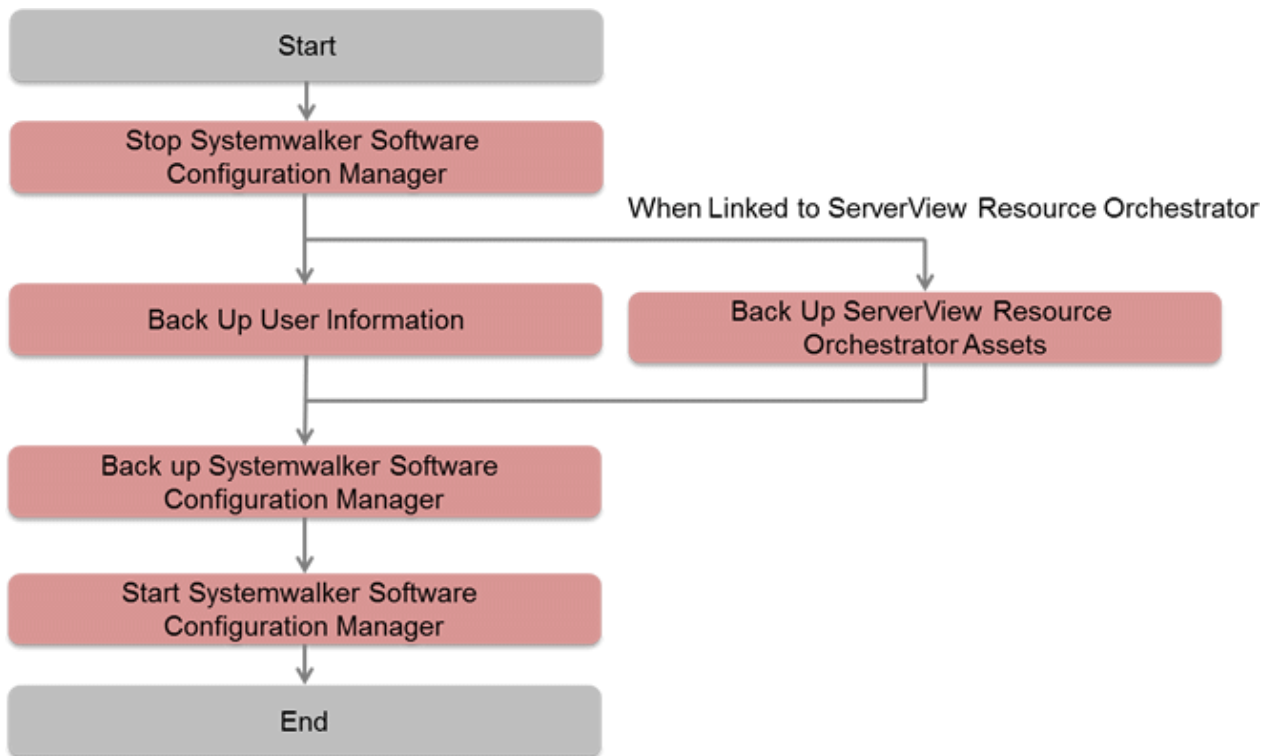 Start
Stop Systemwalker Software
Configuration Manager
When Linked to ServerView Resource Orchestrator
Back Up User Information
Back Up ServerView Resource
Orchestrator Assets
Back up Systemwalker Software
Configuration Manager
Start Systemwalker Software
Configuration Manager
End